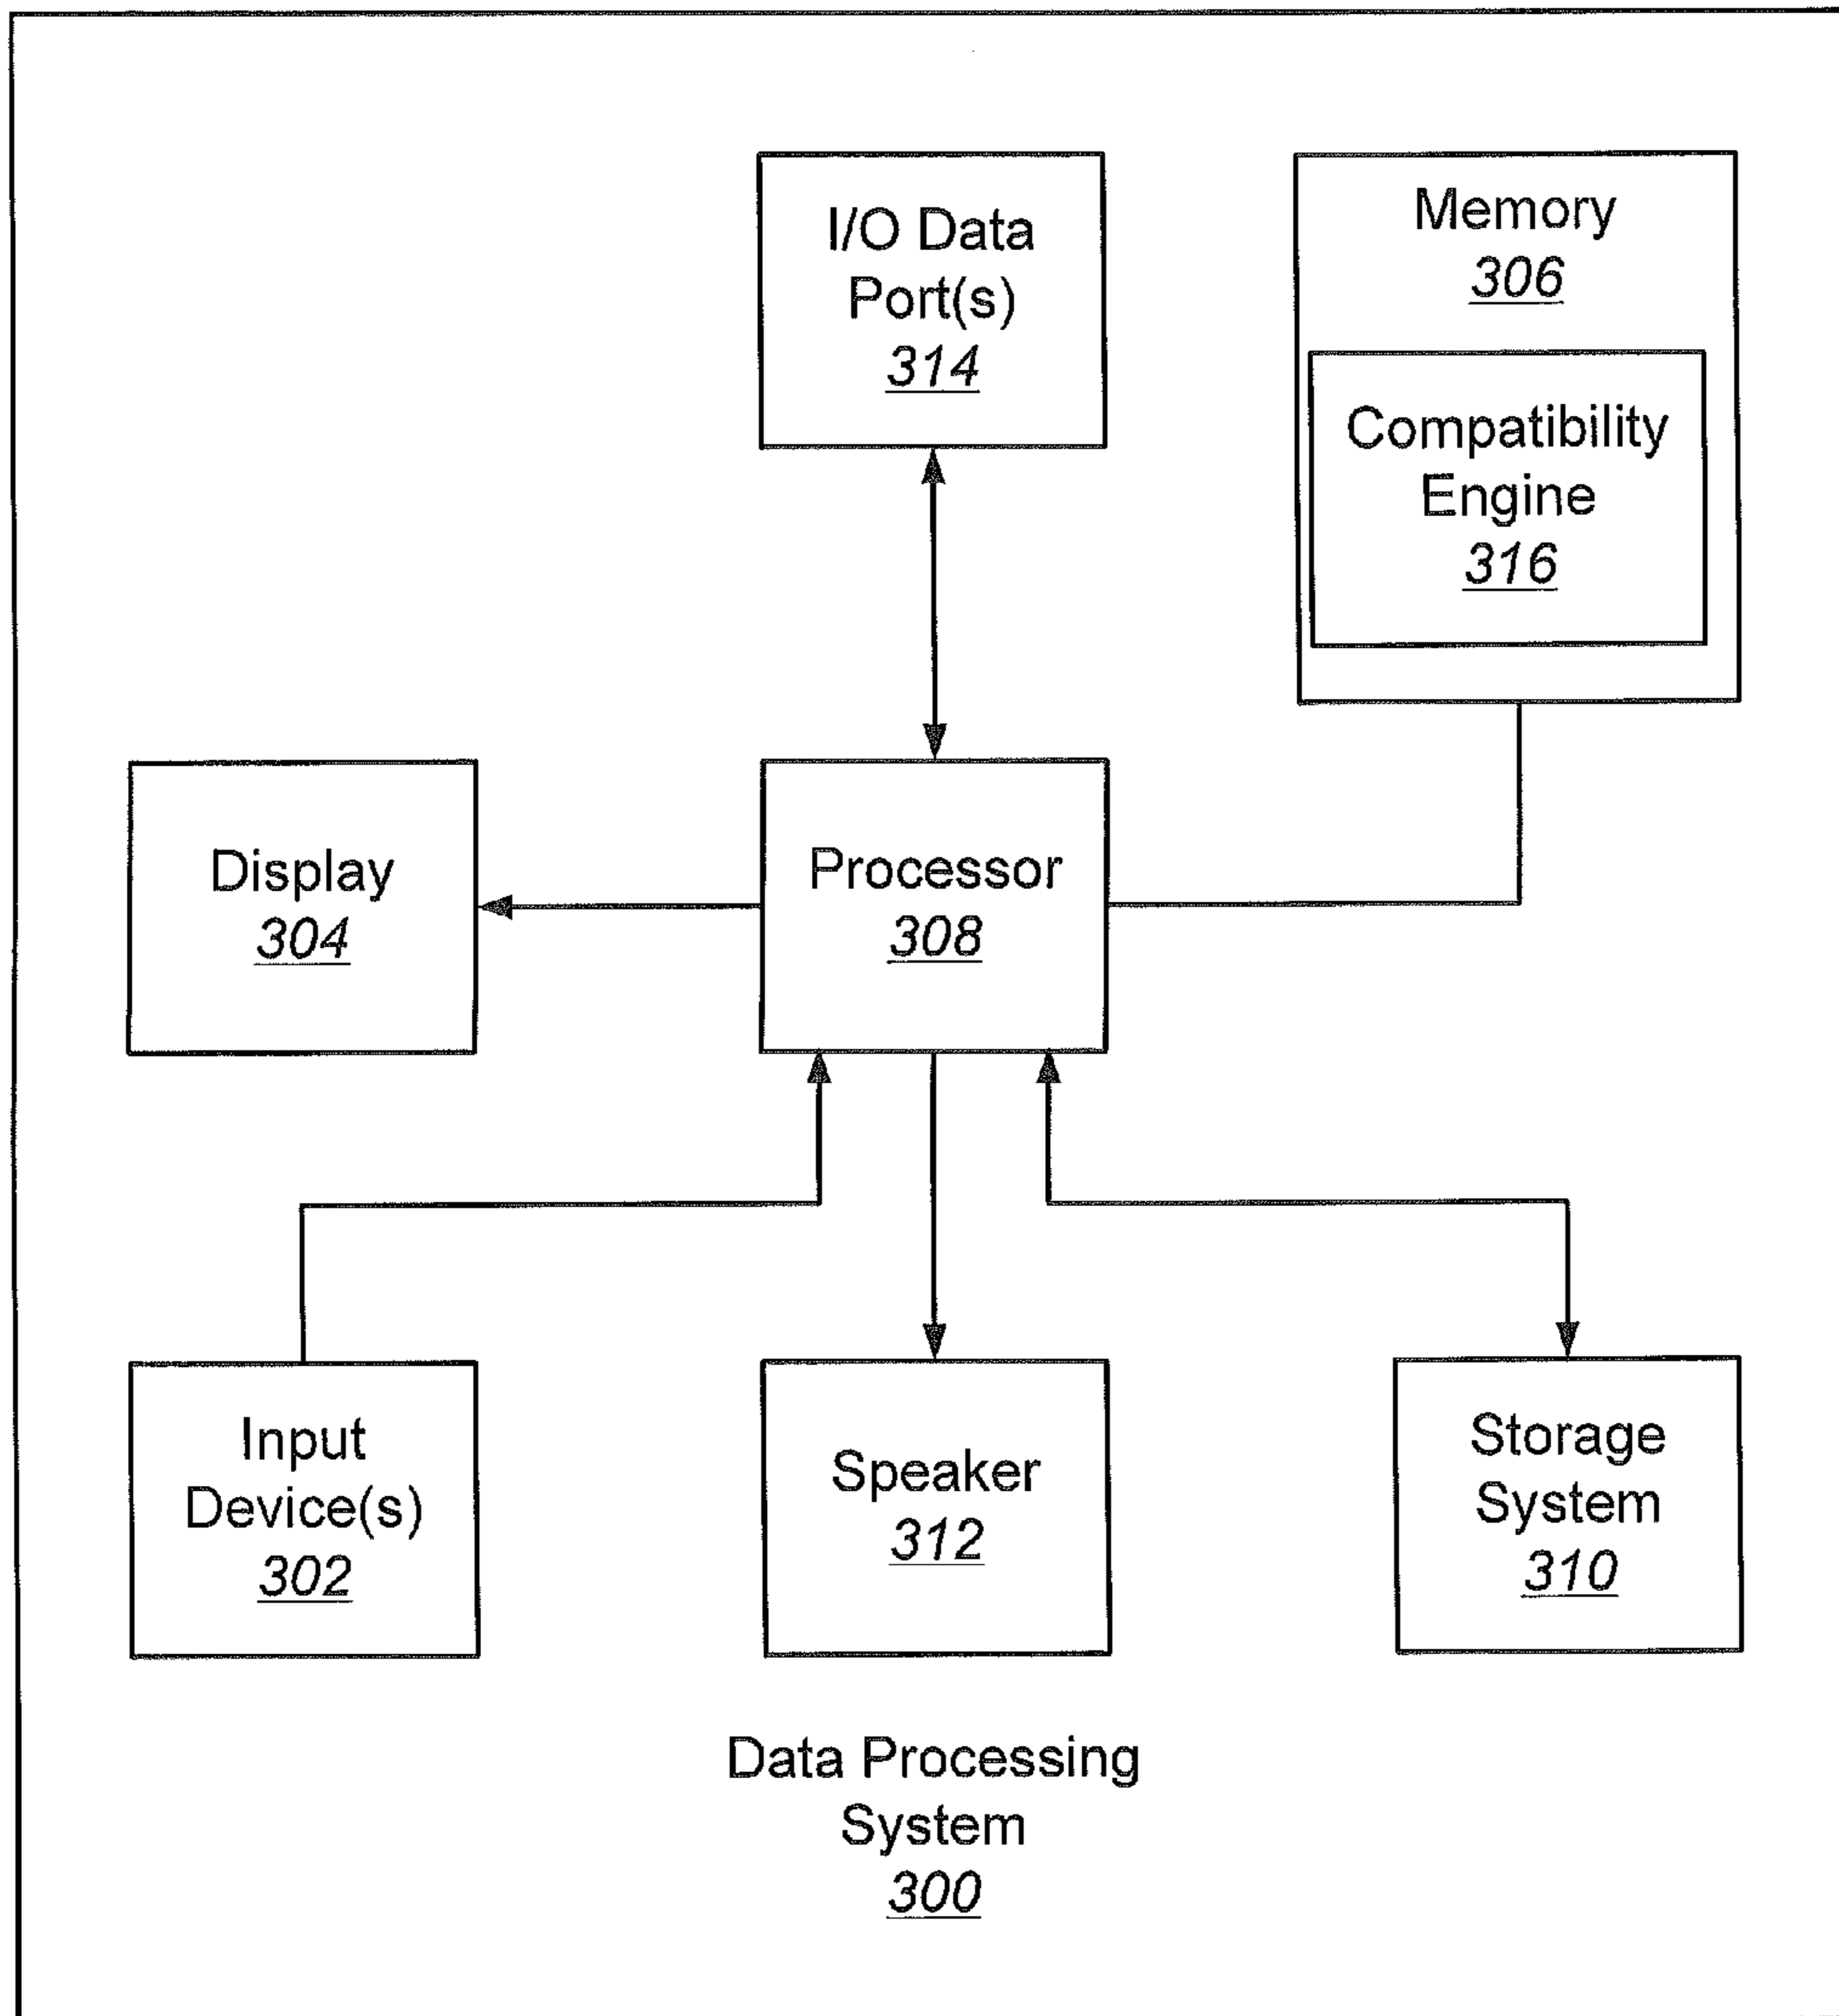 I/O Data
Port(s)
314
Memory
306
Compatibility
Engine
316
Display
304
Processor
308
Input
Device(s)
302
Speaker
312
Storage
System
310
Data Processing
System
300